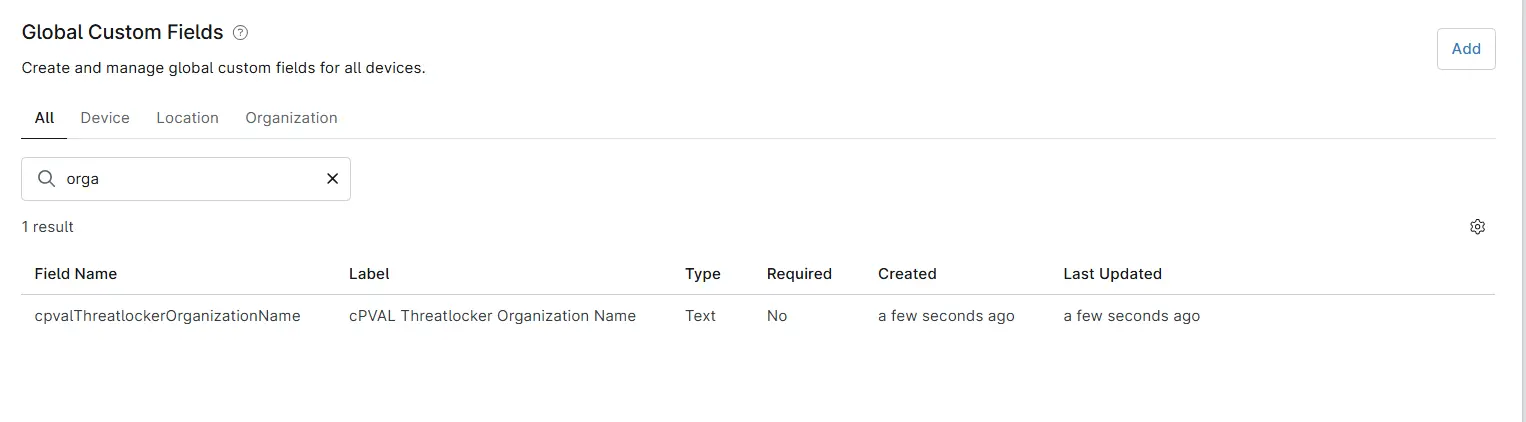 Global Custom Fields
Add
Create and manage global custom fields for all devices.
All Device Location Organization
orga
1 result
Field Name Label Type Required Created Last Updated
cpvalThreatlockerOrganizationName cPVAL Threatlocker Organization Name Text No a few seconds ago a few seconds ago